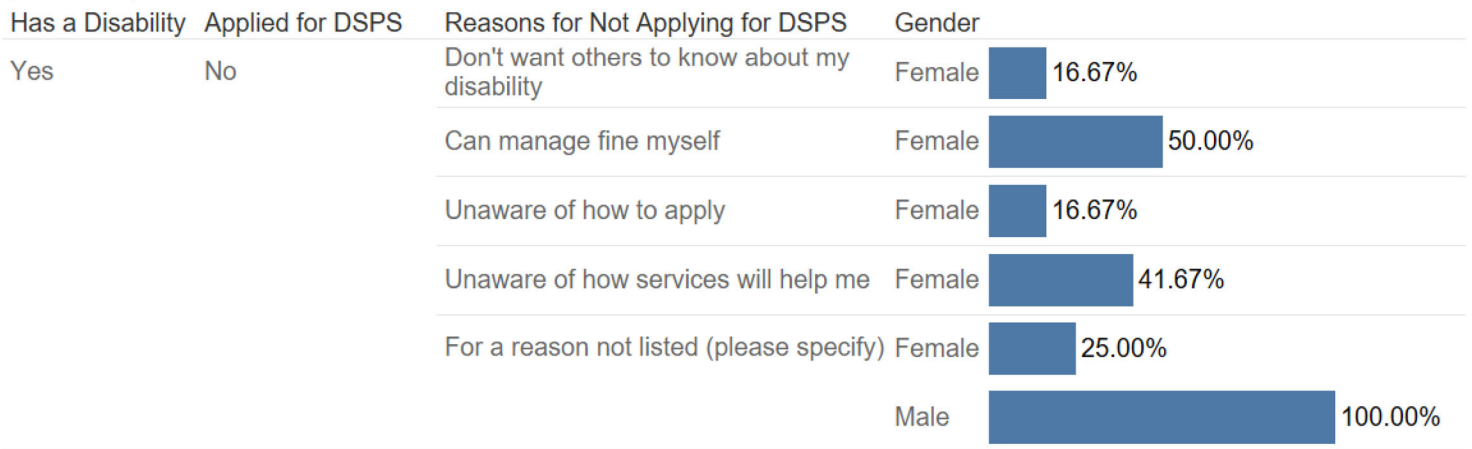 Has a Disability Applied for DSPS Reasons for Not Applying for DSPS Gender
Yes No Don't want others to know about my disability Female 16.67%
Can manage fine myself Female 50.00%
Unaware of how to apply Female 16.67%
Unaware of how services will help me Female 41.67%
For a reason not listed (please specify) Female 25.00%
Male 100.00%